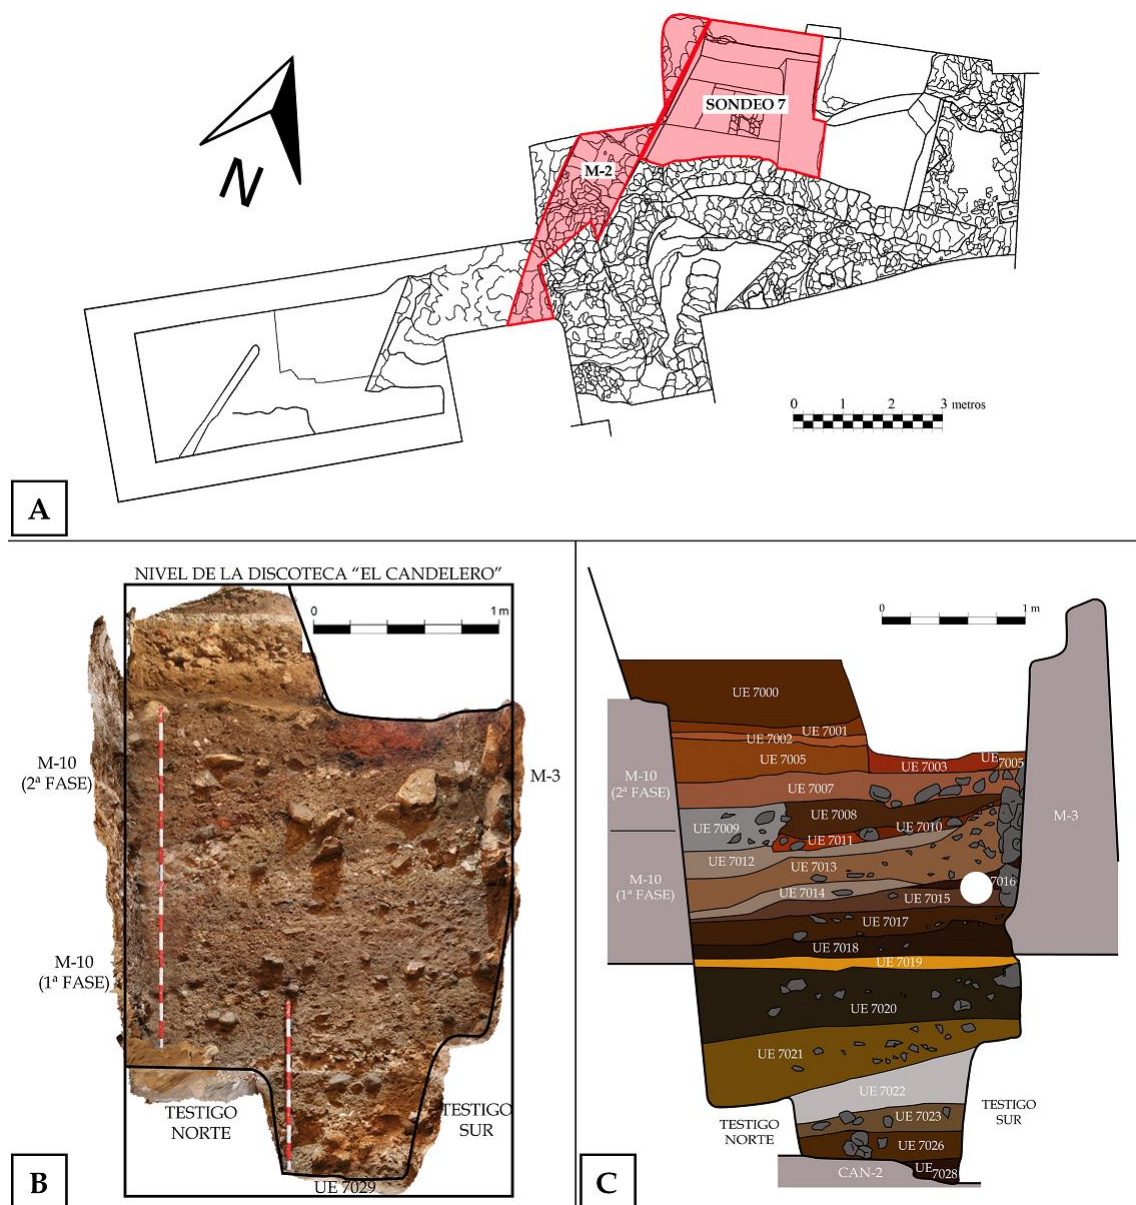 SONDEO 7
M-2
N
0 1 2 3 metros
A
NIVEL DE LA DISCOTECA “EL CANDELERO”
0 1 m
M-10
(2ª FASE)
M-3
M-10
(1ª FASE)
TESTIGO
NORTE
TESTIGO
SUR
UE 7029
B
0 1 m
UE 7000
UE 7001
UE 7002
UE 7005
UE 7003
UE 7005
UE 7007
M-10
(2ª FASE)
UE 7008
UE 7009
UE 7010
UE 7011
M-3
UE 7012
UE 7013
M-10
(1ª FASE)
UE 7014
UE 7015
7016
UE 7017
UE 7018
UE 7019
UE 7020
UE 7021
UE 7022
UE 7023
TESTIGO
NORTE
TESTIGO
SUR
UE 7026
CAN-2
UE
7028
C